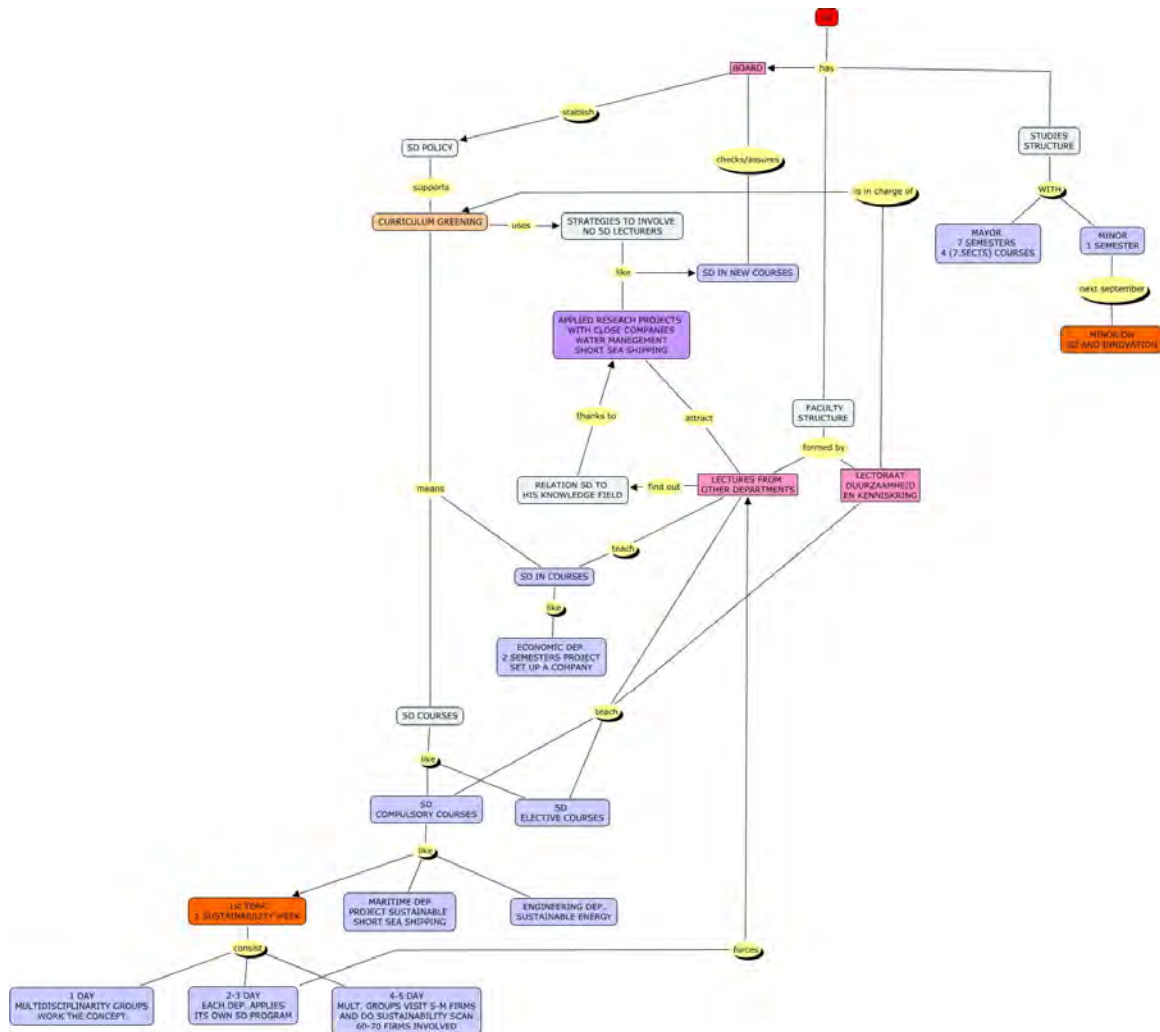 has
BOARD
stablish
STUDIES
STRUCTURE
SD POLICY
checks/assures
supports
is in charge of
WITH
CURRICULUM GREENING
uses
STRATEGIES TO INVOLVE
NO SD LECTURERS
MAYOR
7 SEMESTERS
4 (7.5ECTS) COURSES
MINOR
1 SEMESTER
like
SD IN NEW COURSES
next september
APPLIED RESEACH PROJECTS
WITH CLOSE COMPANIES
WATER MANEGEMENT
SHORT SEA SHIPPING
MINOR ON
SD AND INNOVATION
thanks to
attract
FACULTY
STRUCTURE
formed by
means
RELATION SD TO
HIS KNOWLEDGE FIELD
find out
LECTURES FROM
OTHER DEPARTMENTS
LECTORAAT
DUURZAAMHEID
EN KENNISKRING
teach
SD IN COURSES
like
ECONOMIC DEP.
2 SEMESTERS PROJECT
SET UP A COMPANY
SD COURSES
teach
like
SD
COMPULSORY COURSES
SD
ELECTIVE COURSES
like
1st YEAR
1 SUSTAINABILITY WEEK
MARITIME DEP
PROJECT SUSTAINABLE
SHORT SEA SHIPPING
ENGINEERING DEP.
SUSTAINABLE ENERGY
consist
forces
1 DAY
MULTIDISCIPLINARITY GROUPS
WORK THE CONCEPT.
2-3 DAY
EACH DEP. APPLIES
ITS OWN SD PROGRAM
4-5 DAY
MULT. GROUPS VISIT S-M FIRMS
AND DO SUSTAINABILITY SCAN
60-70 FIRMS INVOLVED